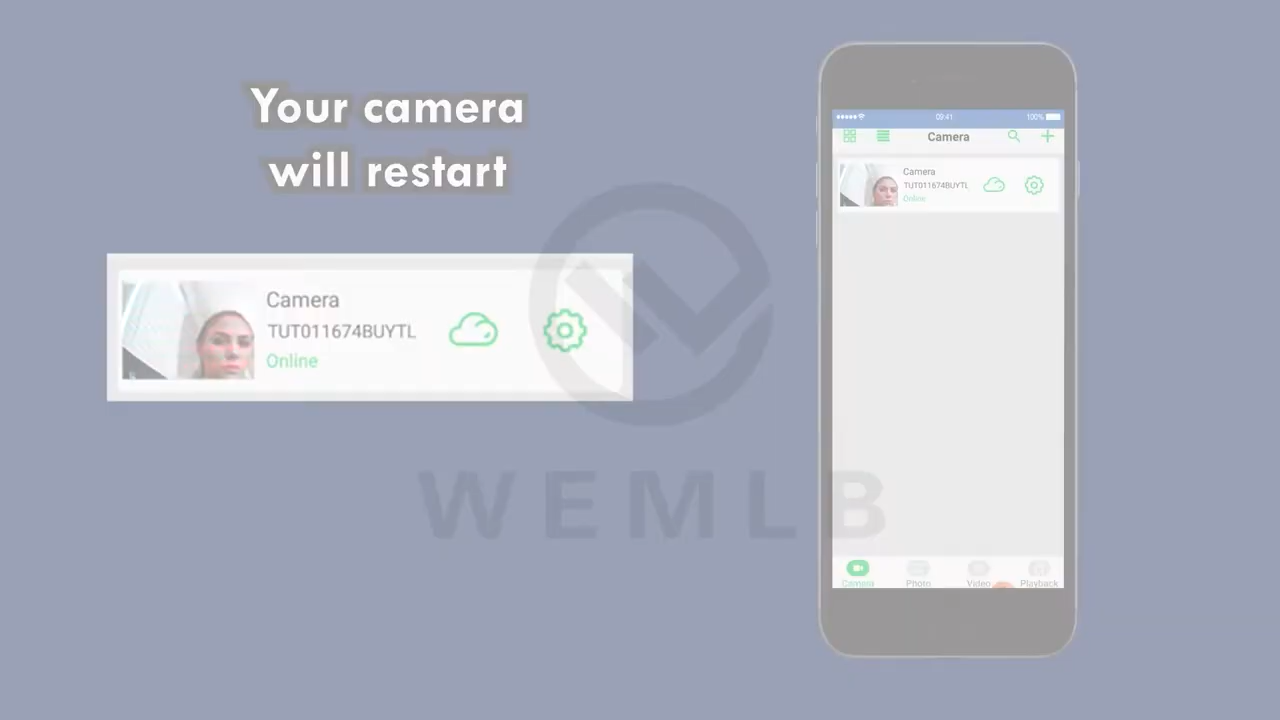 Your camera
will restart
Camera
TUT011674BUYTL
Online
WEMLB
09:41
100%
Camera
Camera
TUT011674BUYTL
Online
Camera
Photo
Video
Playback